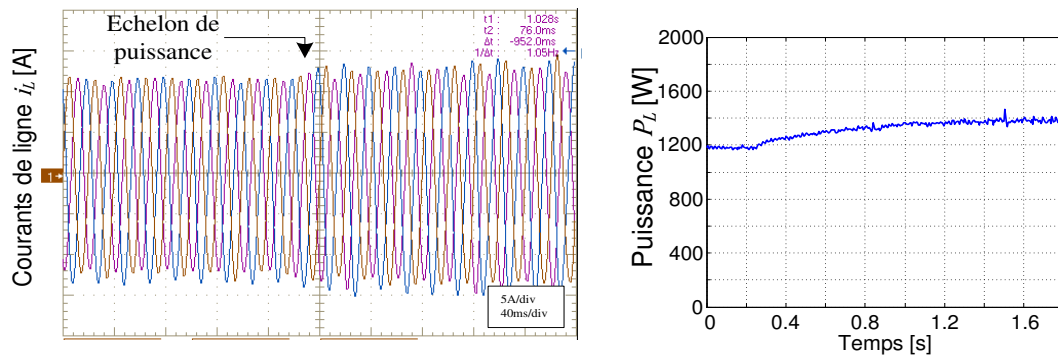 Courants de ligne iL [A]
Echelon de
puissance
t1 : 1.028s
t2 : 76.0ms
Δt : -952.0ms
1/Δt : 1.05Hz
1
5A/div
40ms/div
Puissance PL [W]
2000
1600
1200
800
400
0
0 0.4 0.8 1.2 1.6
Temps [s]